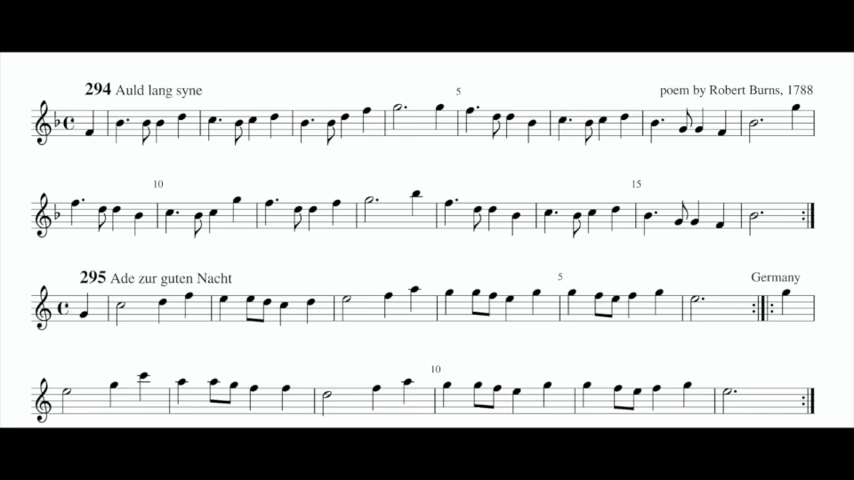 294 Auld lang syne
5
poem by Robert Burns, 1788
10
15
295 Ade zur guten Nacht
5
Germany
10